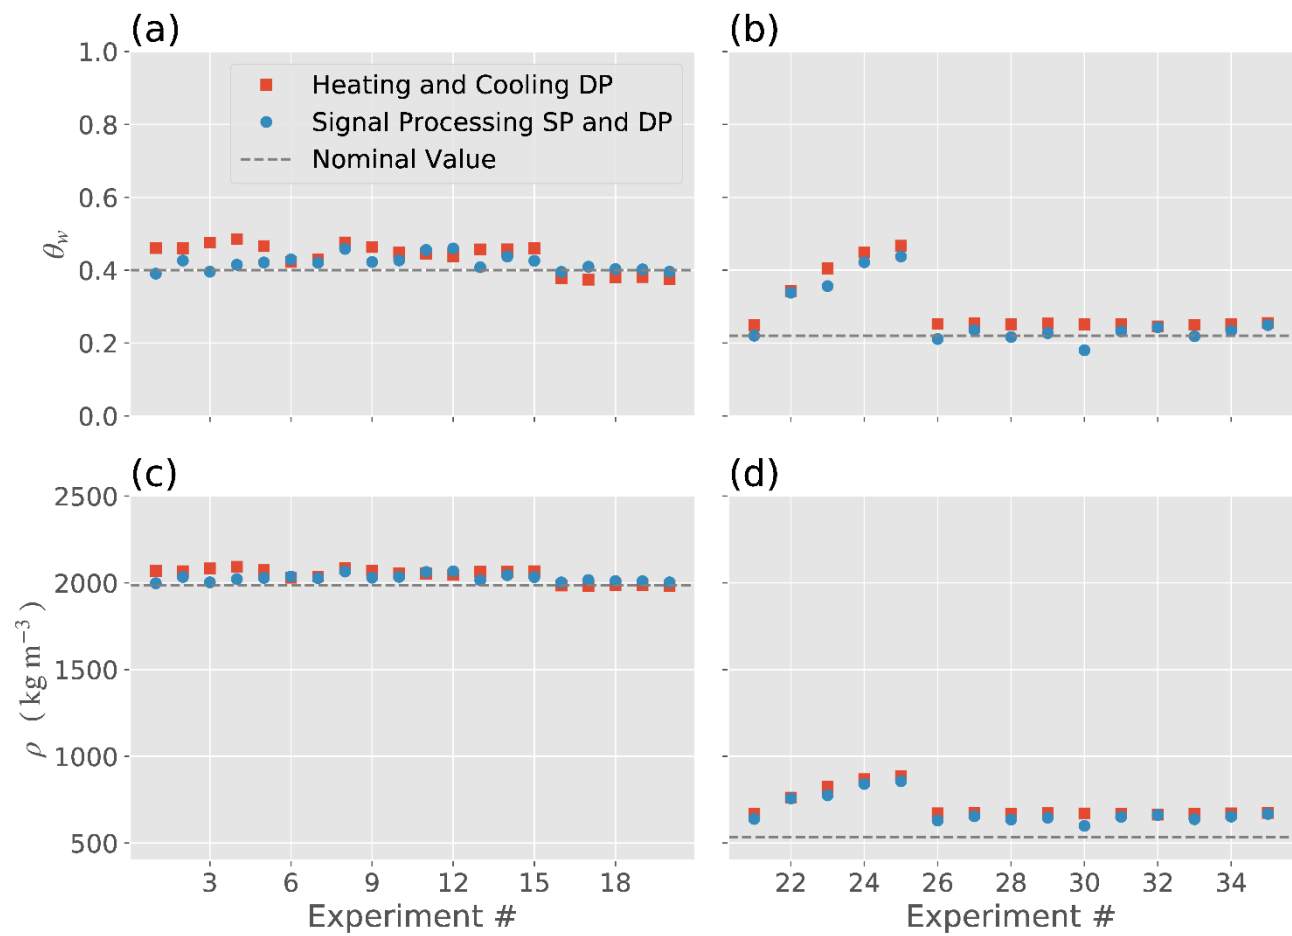 (a)
(b)
1.0
0.8
0.6
0.4
0.2
0.0
θw
Heating and Cooling DP
Signal Processing SP and DP
Nominal Value
(c)
(d)
2500
2000
1500
1000
500
ρ (kg m−3)
3 6 9 12 15 18
22 24 26 28 30 32 34
Experiment #
Experiment #